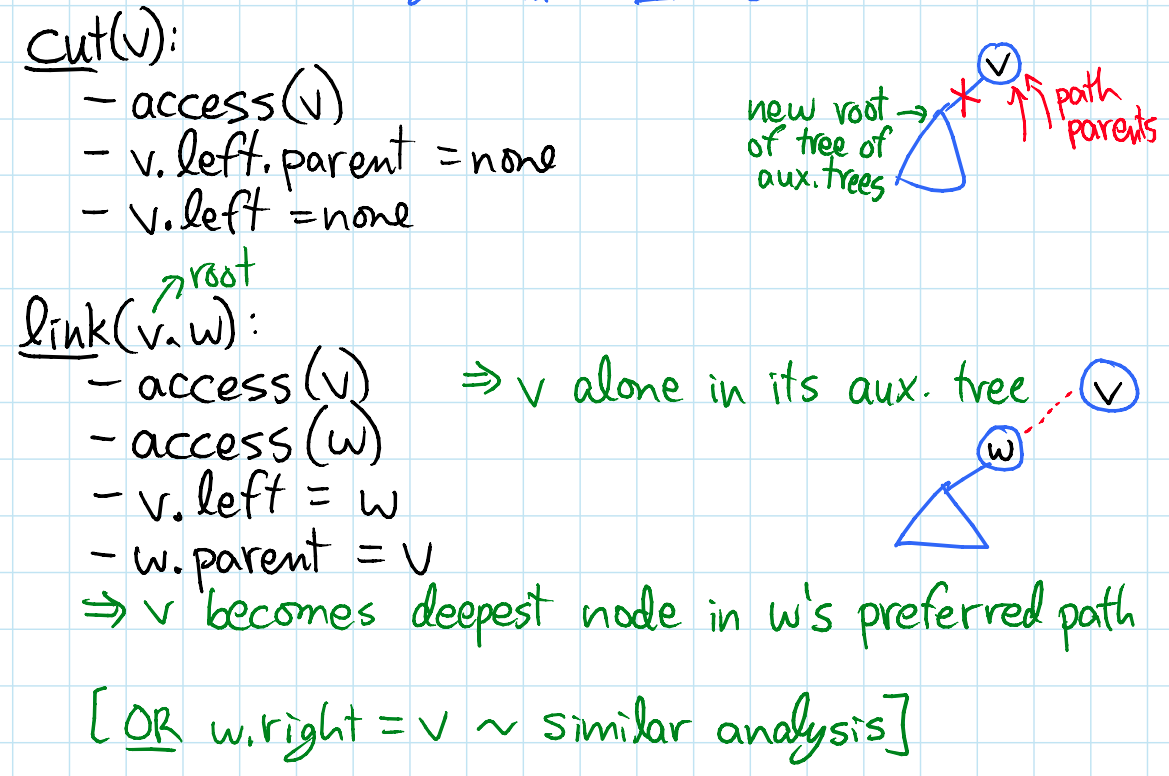 cut(v):
- access(v)
- v.left.parent = none
- v.left = none
new root →
of tree of
aux. trees
v
path
parents
root
link(v, w):
- access(v) ⇒ v alone in its aux. tree
- access(w)
- v.left = w
- w.parent = v
v
w
⇒ v becomes deepest node in w's preferred path
[OR w.right = v ~ similar analysis]